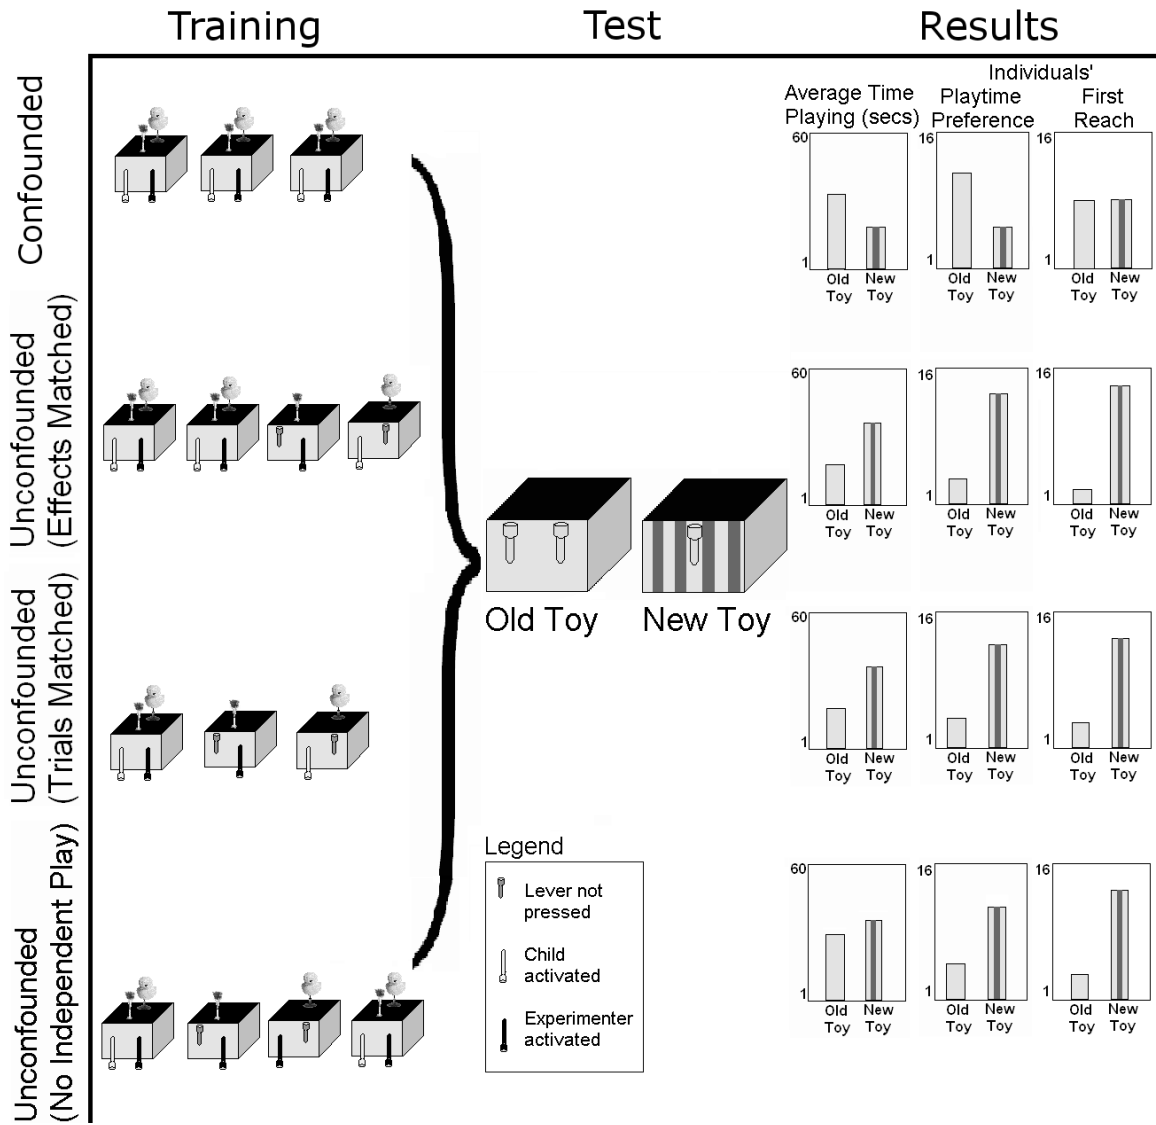 Training
Test
Results
Confounded
Individuals'
Average Time
Playing (secs)
Playtime
Preference
First
Reach
60
1
Old
Toy
New
Toy
16
1
Old
Toy
New
Toy
16
1
Old
Toy
New
Toy
Unconfounded
(Effects Matched)
60
1
Old
Toy
New
Toy
16
1
Old
Toy
New
Toy
16
1
Old
Toy
New
Toy
Old Toy
New Toy
Unconfounded
(Trials Matched)
60
1
Old
Toy
New
Toy
16
1
Old
Toy
New
Toy
16
1
Old
Toy
New
Toy
Unconfounded
(No Independent Play)
Legend
Lever not
pressed
Child
activated
Experimenter
activated
60
1
Old
Toy
New
Toy
16
1
Old
Toy
New
Toy
16
1
Old
Toy
New
Toy